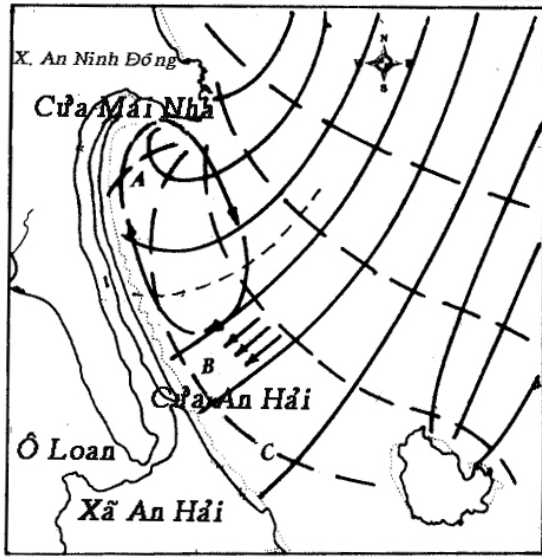 N
S
X. An Ninh Đông
Cửa Mái Nhà
A
B
Cửa An Hải
C
Ô Loan
Xã An Hải